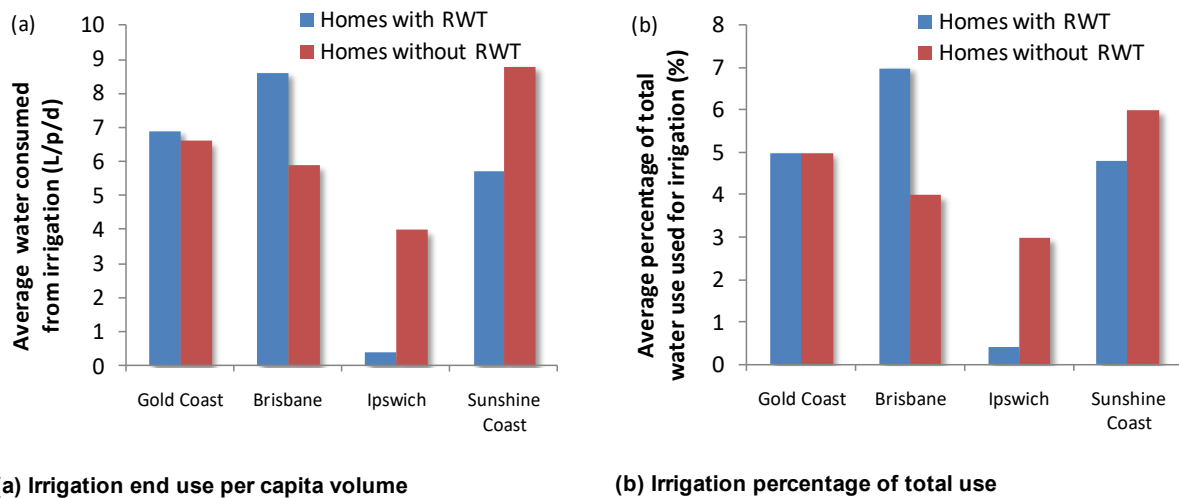 (a)
Homes with RWT
Homes without RWT
Average water consumed
from irrigation (L/p/d)
10
9
8
7
6
5
4
3
2
1
0
Gold Coast
Brisbane
Ipswich
Sunshine
Coast
(b)
Homes with RWT
Homes without RWT
Average percentage of total
water use used for irrigation (%)
8
7
6
5
4
3
2
1
0
Gold Coast
Brisbane
Ipswich
Sunshine
Coast
(a) Irrigation end use per capita volume
(b) Irrigation percentage of total use